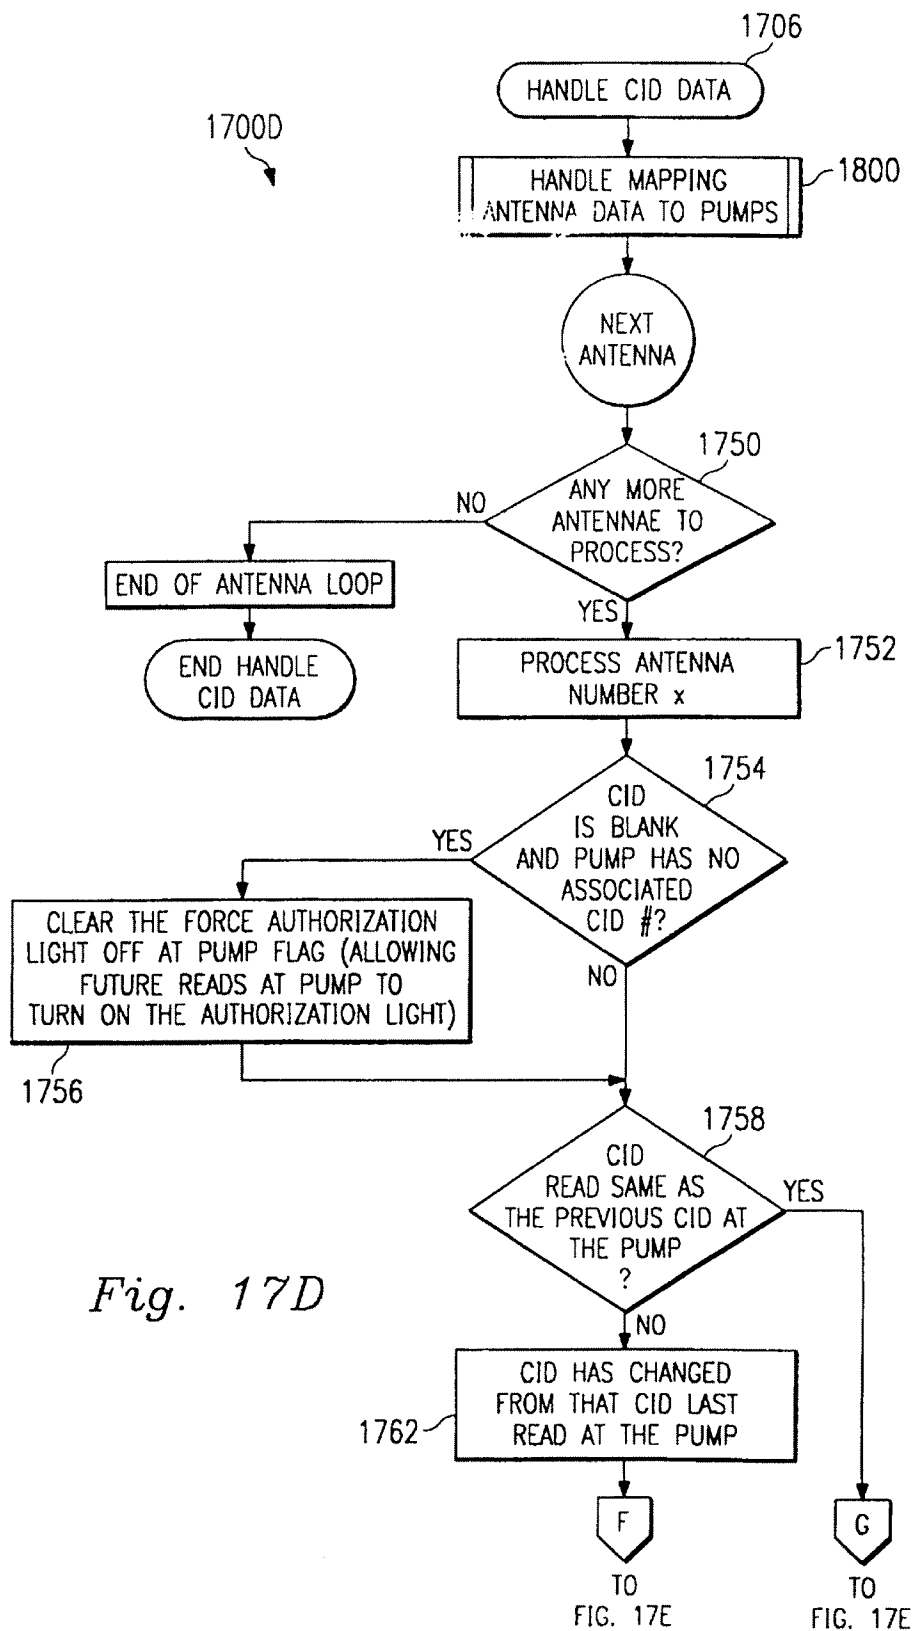 1706
HANDLE CID DATA
1700D
HANDLE MAPPING
ANTENNA DATA TO PUMPS
1800
NEXT
ANTENNA
1750
ANY MORE
ANTENNAE TO
PROCESS?
NO
YES
END OF ANTENNA LOOP
END HANDLE
CID DATA
PROCESS ANTENNA
NUMBER x
1752
1754
CID
IS BLANK
AND PUMP HAS NO
ASSOCIATED
CID #?
YES
NO
CLEAR THE FORCE AUTHORIZATION
LIGHT OFF AT PUMP FLAG (ALLOWING
FUTURE READS AT PUMP TO
TURN ON THE AUTHORIZATION LIGHT)
1756
1758
CID
READ SAME AS
THE PREVIOUS CID AT
THE PUMP
?
YES
NO
Fig. 17D
CID HAS CHANGED
FROM THAT CID LAST
READ AT THE PUMP
1762
F
G
TO
FIG. 17E
TO
FIG. 17E